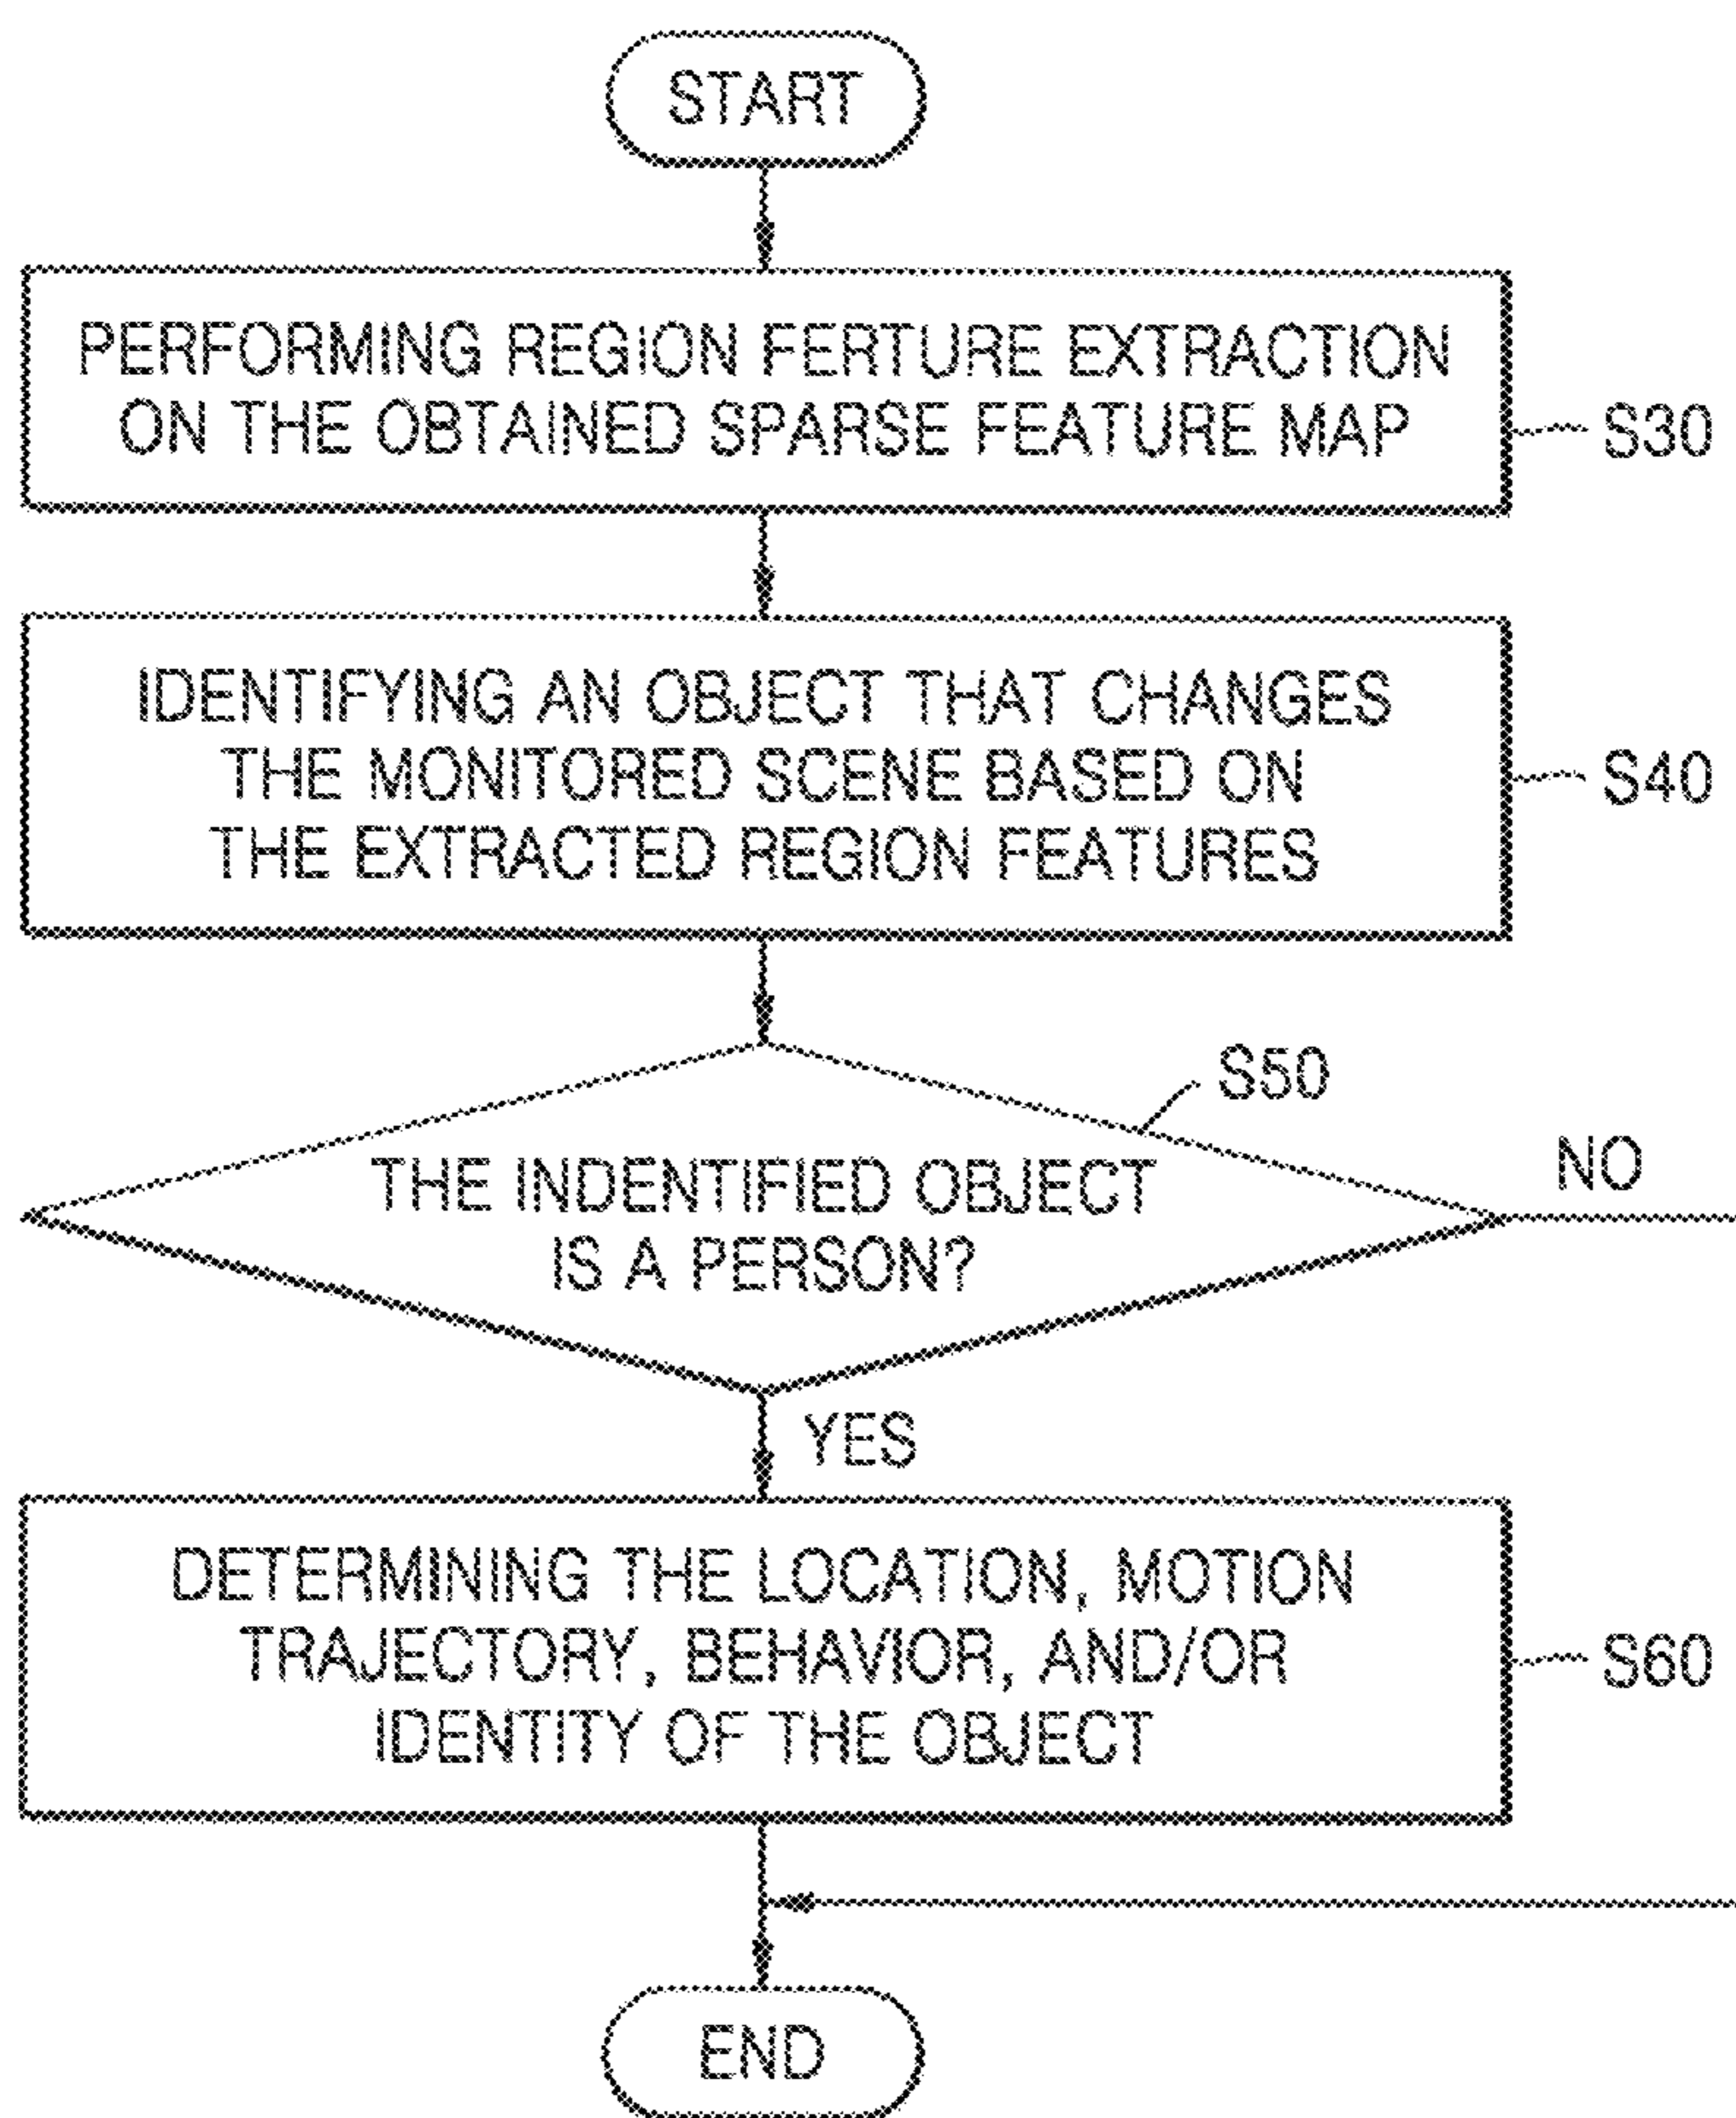 START
PERFORMING REGION FERTURE EXTRACTION
ON THE OBTAINED SPARSE FEATURE MAP
S30
IDENTIFYING AN OBJECT THAT CHANGES
THE MONITORED SCENE BASED ON
THE EXTRACTED REGION FEATURES
S40
S50
THE INDENTIFIED OBJECT
IS A PERSON?
NO
YES
DETERMINING THE LOCATION, MOTION
TRAJECTORY, BEHAVIOR, AND/OR
IDENTITY OF THE OBJECT
S60
END